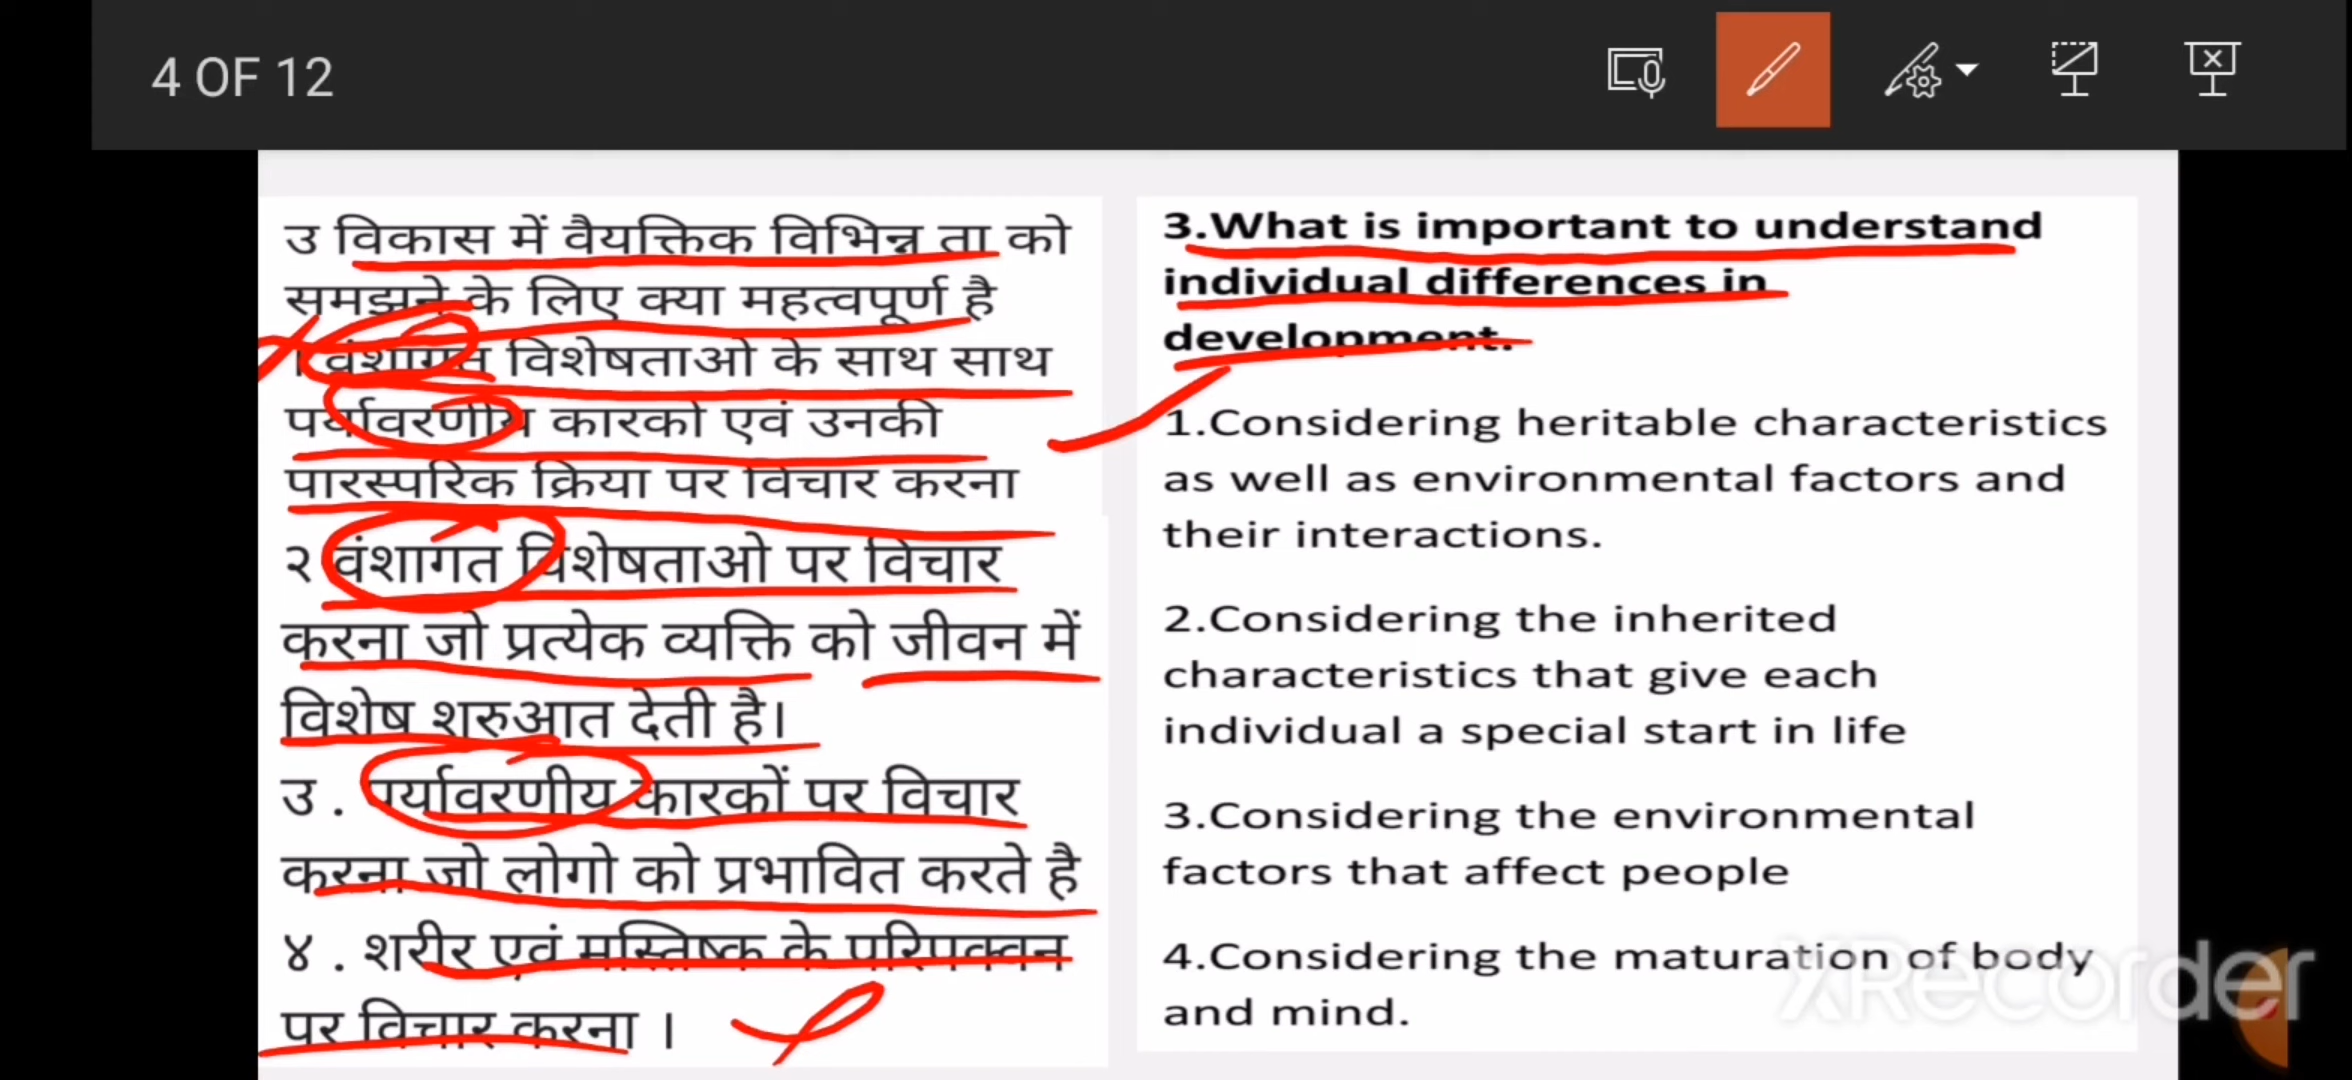 4 OF 12
उ विकास में वैयक्तिक विभिन्न ता को
समझने के लिए क्या महत्वपूर्ण है
। वंशागत विशेषताओ के साथ साथ
पर्यावरणीय कारको एवं उनकी
पारस्परिक क्रिया पर विचार करना
२ वंशागत विशेषताओ पर विचार
करना जो प्रत्येक व्यक्ति को जीवन में
विशेष शरुआत देती है।
उ . पर्यावरणीय कारकों पर विचार
करना जो लोगो को प्रभावित करते है
४ . शरीर एवं मस्तिष्क के परिपक्वन
पर विचार करना ।
3.What is important to understand
individual differences in
development.
1.Considering heritable characteristics
as well as environmental factors and
their interactions.
2.Considering the inherited
characteristics that give each
individual a special start in life
3.Considering the environmental
factors that affect people
4.Considering the maturation of body
and mind.
XRecorder